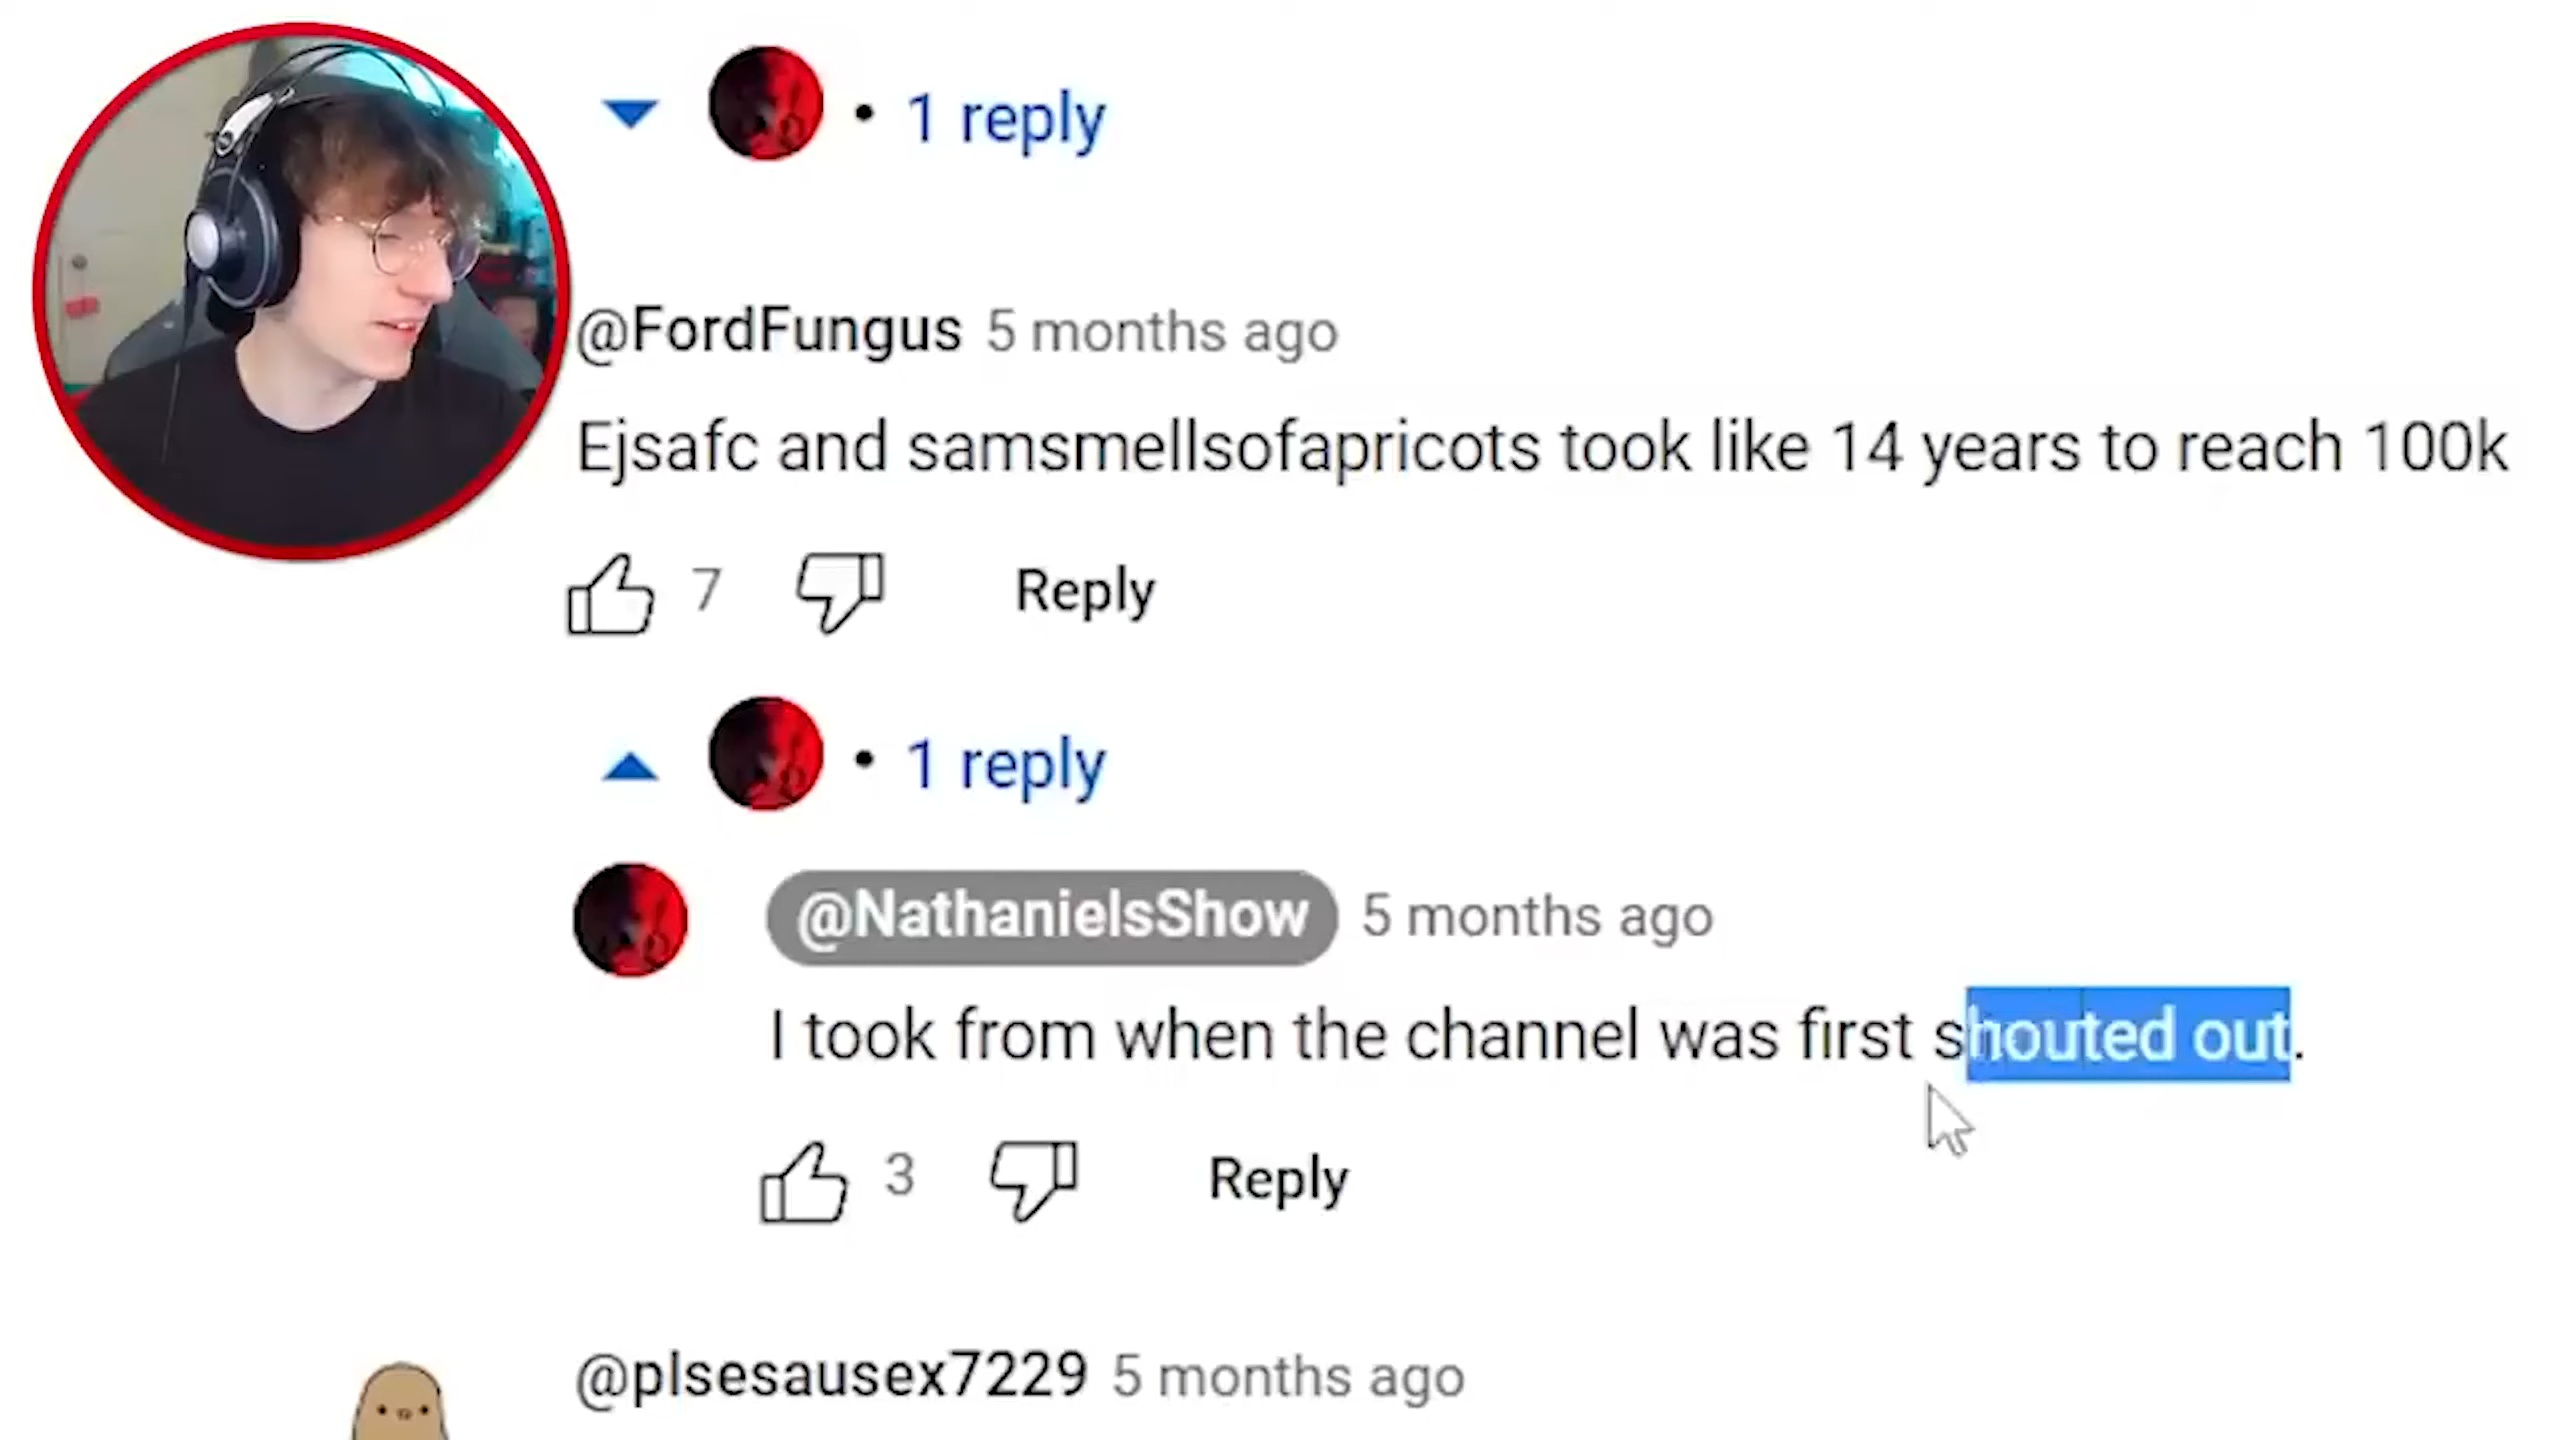 • 1 reply
@FordFungus 5 months ago
Ejsafc and samsmellsofapricots took like 14 years to reach 100k
7 Reply
• 1 reply
@NathanielsShow 5 months ago
I took from when the channel was first shouted out.
3 Reply
@plsesausex7229 5 months ago